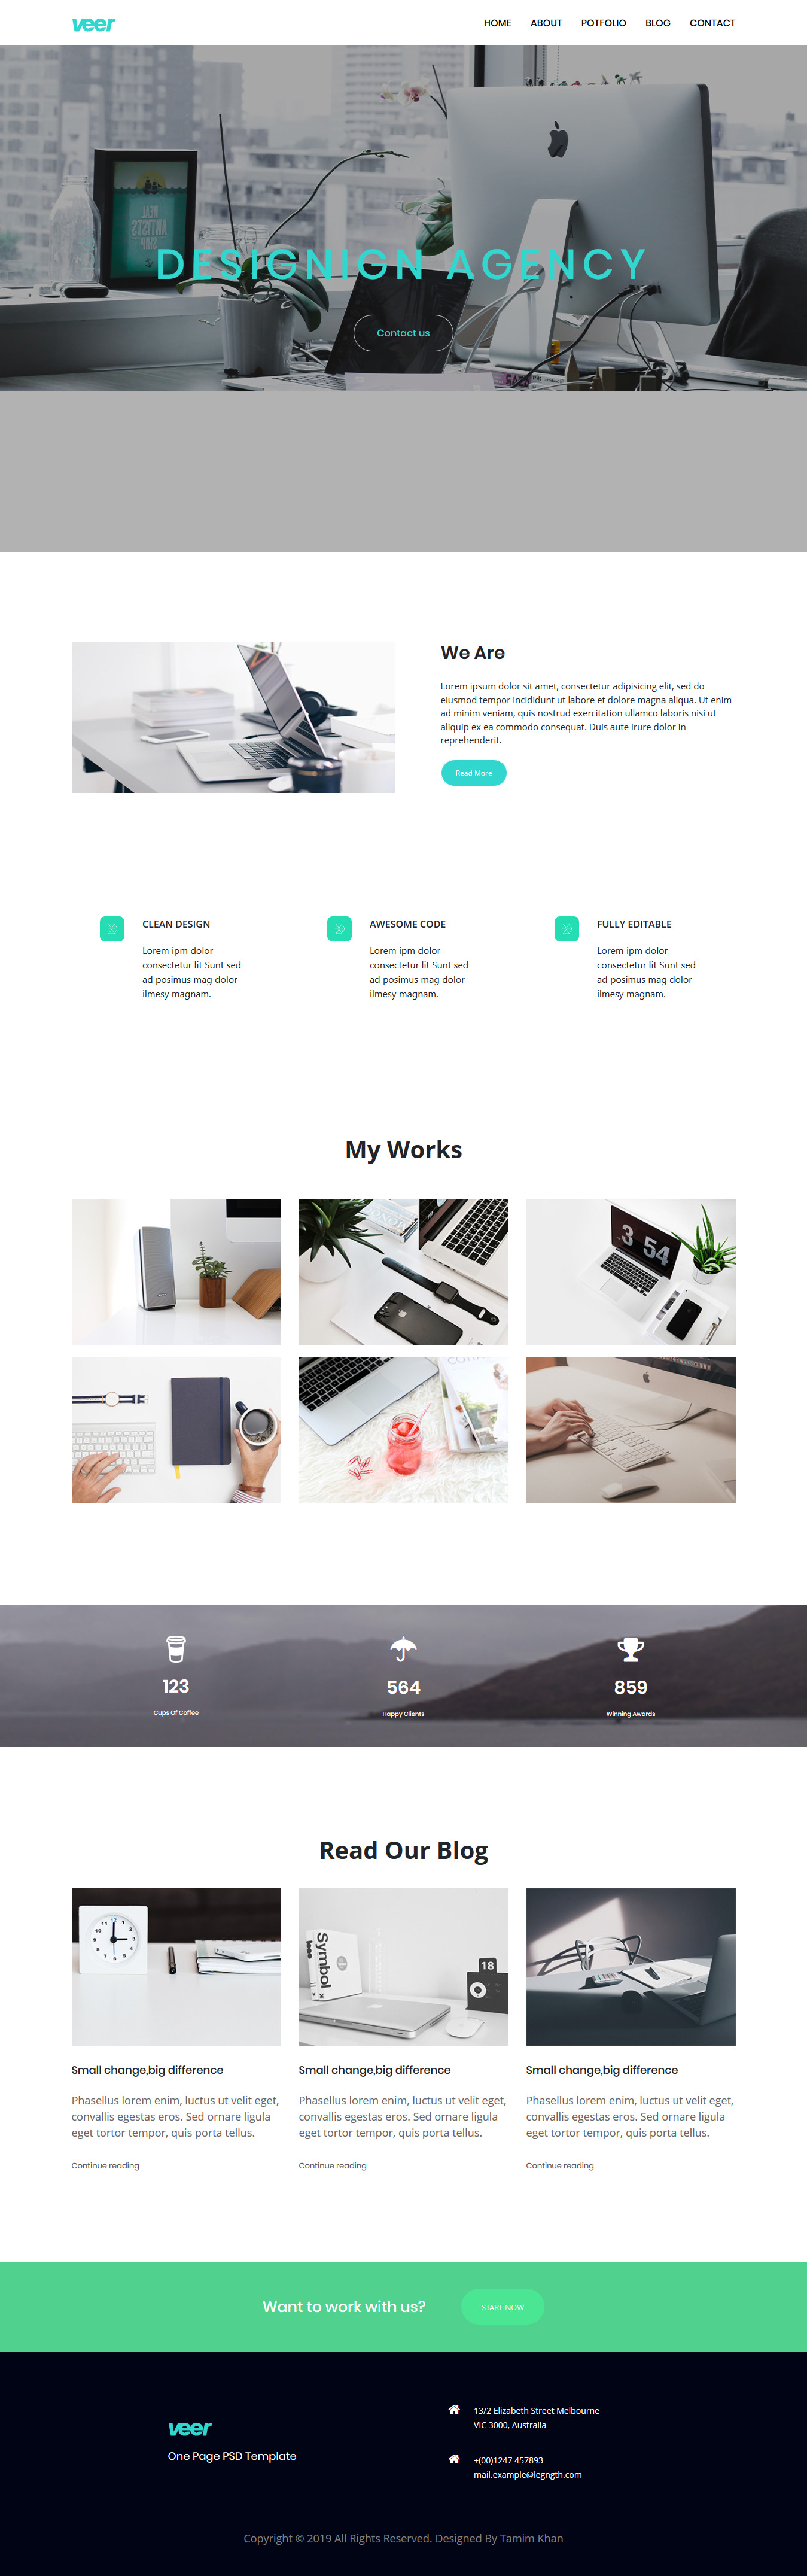 veer
HOME ABOUT POTFOLIO BLOG CONTACT
DESIGNIGN AGENCY
Contact us
We Are
Lorem ipsum dolor sit amet, consectetur adipisicing elit, sed do
eiusmod tempor incididunt ut labore et dolore magna aliqua. Ut enim
ad minim veniam, quis nostrud exercitation ullamco laboris nisi ut
aliquip ex ea commodo consequat. Duis aute irure dolor in
reprehenderit.
Read More
CLEAN DESIGN
Lorem ipm dolor
consectetur lit Sunt sed
ad posimus mag dolor
ilmesy magnam.
AWESOME CODE
Lorem ipm dolor
consectetur lit Sunt sed
ad posimus mag dolor
ilmesy magnam.
FULLY EDITABLE
Lorem ipm dolor
consectetur lit Sunt sed
ad posimus mag dolor
ilmesy magnam.
My Works
3 54
123
Cups Of Coffee
564
Happy Clients
859
Winning Awards
Read Our Blog
Symbol
18
Small change,big difference
Phasellus lorem enim, luctus ut velit eget,
convallis egestas eros. Sed ornare ligula
eget tortor tempor, quis porta tellus.
Continue reading
Small change,big difference
Phasellus lorem enim, luctus ut velit eget,
convallis egestas eros. Sed ornare ligula
eget tortor tempor, quis porta tellus.
Continue reading
Small change,big difference
Phasellus lorem enim, luctus ut velit eget,
convallis egestas eros. Sed ornare ligula
eget tortor tempor, quis porta tellus.
Continue reading
Want to work with us?
START NOW
veer
One Page PSD Template
13/2 Elizabeth Street Melbourne
VIC 3000, Australia
+(00)1247 457893
mail.example@legngth.com
Copyright © 2019 All Rights Reserved. Designed By Tamim Khan